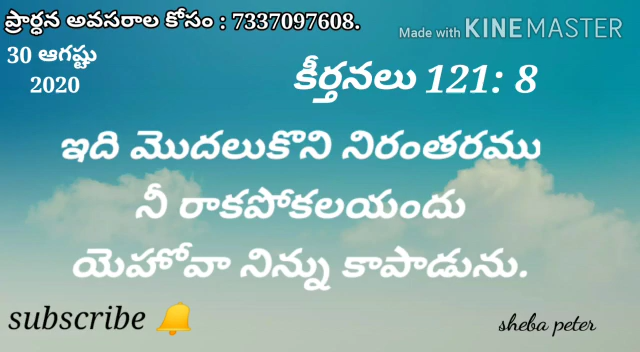 ప్రార్ధన అవసరాల కోసం : 7337097608.
Made with KINEMASTER
30 ఆగష్టు
2020
కీర్తనలు 121: 8
ఇది మొదలుకొని నిరంతరము
నీ రాకపోకలయందు
యెహోవా నిన్ను కాపాడును.
subscribe 🔔
sheba peter